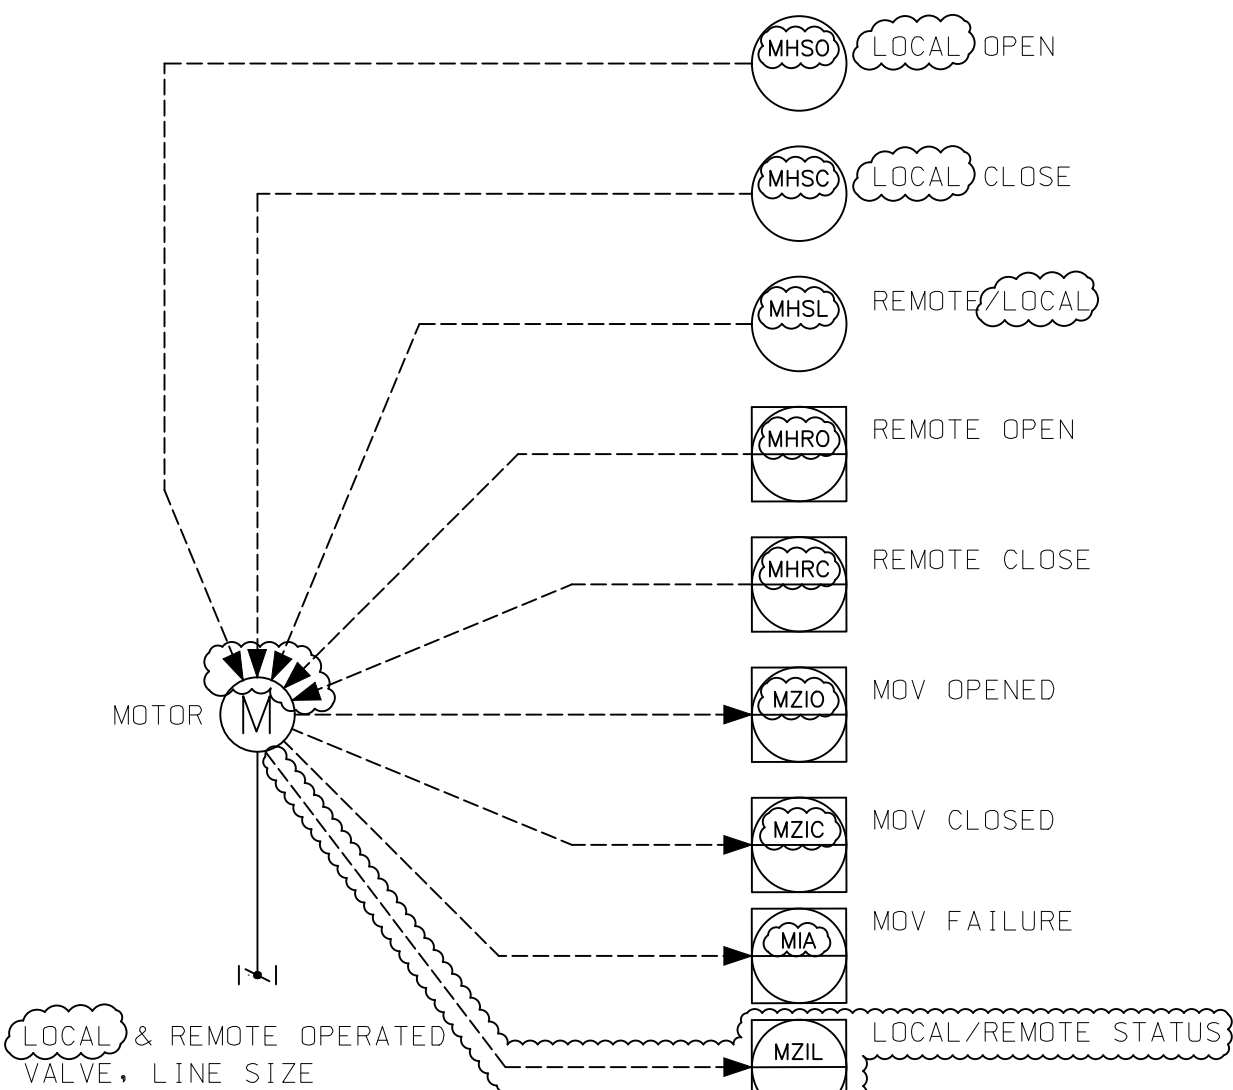 MHSO LOCAL OPEN
MHSC LOCAL CLOSE
MHSL REMOTE/LOCAL
MHRO REMOTE OPEN
MHRC REMOTE CLOSE
MZIO MOV OPENED
MOTOR M
MZIC MOV CLOSED
MIA MOV FAILURE
LOCAL & REMOTE OPERATED
VALVE, LINE SIZE
MZIL LOCAL/REMOTE STATUS